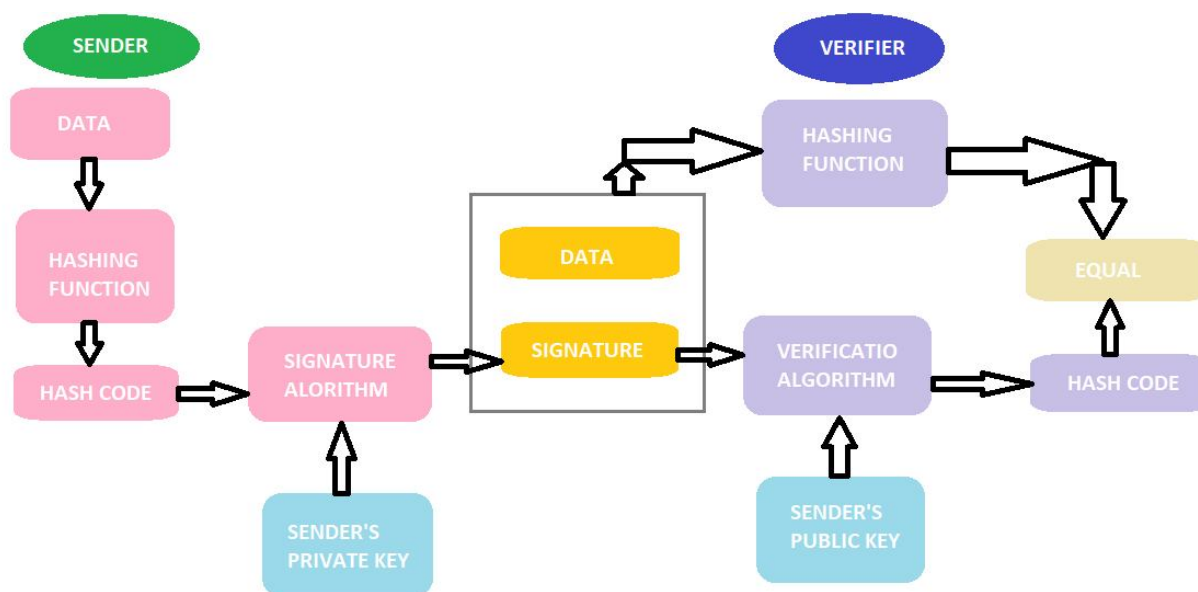 SENDER
DATA
HASHING
FUNCTION
HASH CODE
SIGNATURE
ALORITHM
SENDER'S
PRIVATE KEY
DATA
SIGNATURE
VERIFIER
HASHING
FUNCTION
VERIFICATIO
ALGORITHM
SENDER'S
PUBLIC KEY
EQUAL
HASH CODE